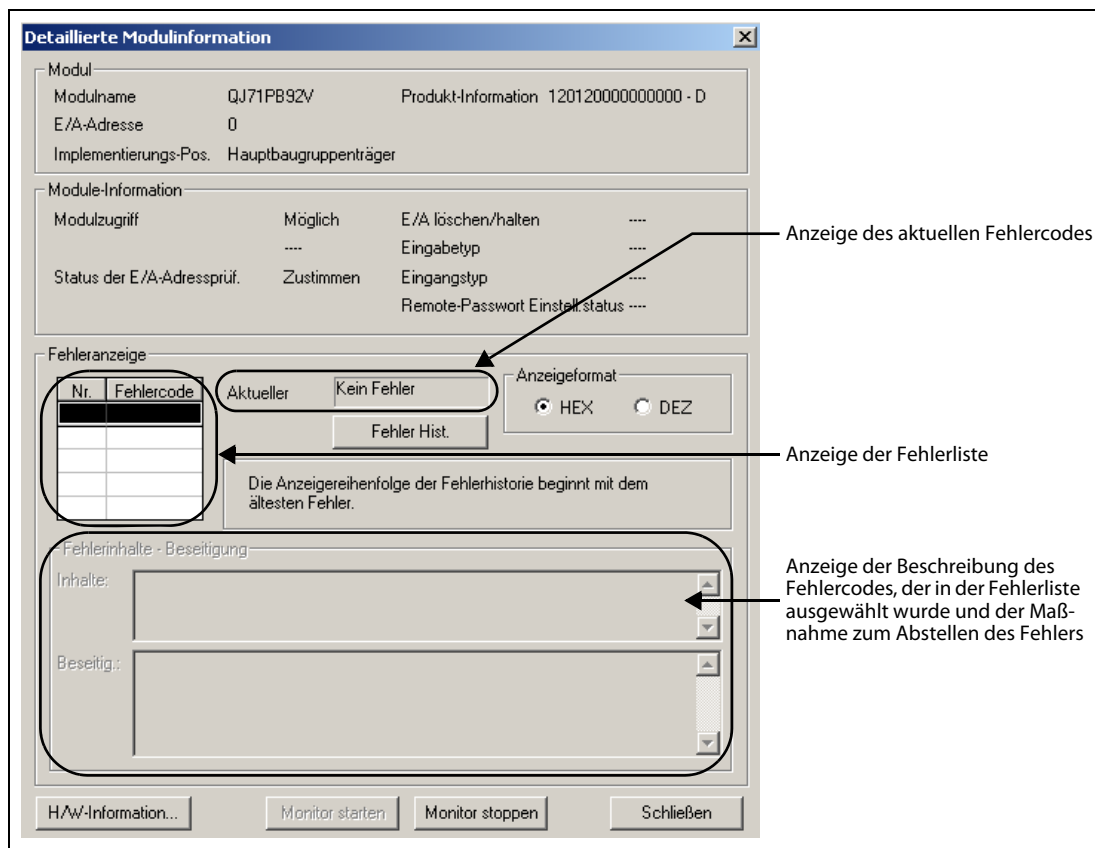 Detaillierte Modulinformation
Modul
Modulname QJ71PB92V Produkt-Information 120120000000000 - D
E/A-Adresse 0
Implementierungs-Pos. Hauptbaugruppenträger
Module-Information
Modulzugriff Möglich E/A löschen/halten ----
---- Eingabetyp ----
Status der E/A-Adressprüf. Zustimmen Eingangstyp ----
Remote-Passwort Einstell.status ----
Anzeige des aktuellen Fehlercodes
Fehleranzeige
Nr. Fehlercode
Aktueller Kein Fehler
Anzeigeformat
HEX DEZ
Fehler Hist.
Anzeige der Fehlerliste
Die Anzeigereihenfolge der Fehlerhistorie beginnt mit dem
ältesten Fehler.
Fehlerinhalte - Beseitigung
Inhalte:
Beseitig.:
Anzeige der Beschreibung des
Fehlercodes, der in der Fehlerliste
ausgewählt wurde und der Maß-
nahme zum Abstellen des Fehlers
H/W-Information... Monitor starten Monitor stoppen Schließen